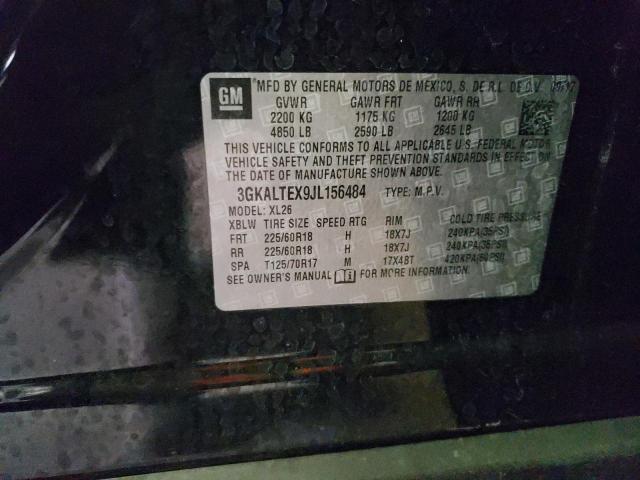 GM
MFD BY GENERAL MOTORS DE MEXICO, S. DE R.L. DE C.V.
GVWR GAWR FRT GAWR RR
2200 KG 1175 KG 1200 KG
4850 LB 2590 LB 2645 LB
THIS VEHICLE CONFORMS TO ALL APPLICABLE U.S. FEDERAL MOTOR
VEHICLE SAFETY AND THEFT PREVENTION STANDARDS IN EFFECT ON
THE DATE OF MANUFACTURE SHOWN ABOVE.
3GKALTEX9JL156484 TYPE: M.P.V.
MODEL: XL26
XBLW TIRE SIZE SPEED RTG RIM COLD TIRE PRESSURE
FRT 225/60R18 H 18X7J 240KPA(35PSI)
RR 225/60R18 H 18X7J 240KPA(35PSI)
SPA T125/70R17 M 17X4BT 420KPA(60PSI)
SEE OWNER'S MANUAL FOR MORE INFORMATION.